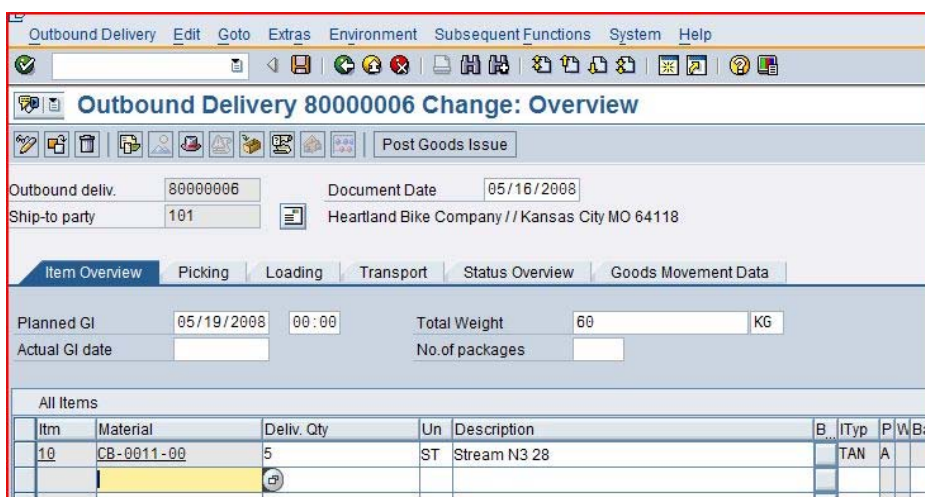 Outbound Delivery Edit Goto Extras Environment Subsequent Functions System Help
Outbound Delivery 80000006 Change: Overview
Post Goods Issue
Outbound deliv. 80000006 Document Date 05/16/2008
Ship-to party 101 Heartland Bike Company / / Kansas City MO 64118
Item Overview Picking Loading Transport Status Overview Goods Movement Data
Planned GI 05/19/2008 00:00 Total Weight 60 KG
Actual GI date No.of packages
All Items
Itm Material Deliv. Qty Un Description B... ITyp P W Ba
10 CB-0011-00 5 ST Stream N3 28 TAN A